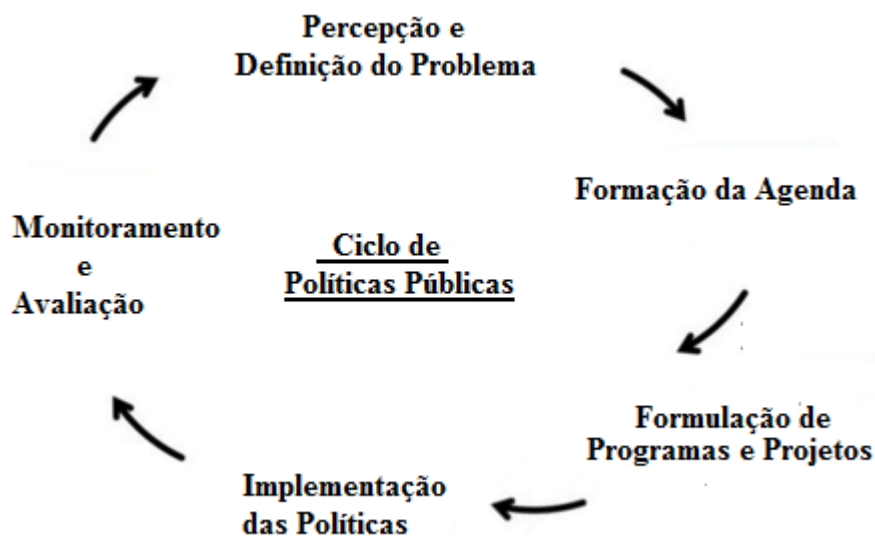 Percepção e
Definição do Problema
Formação da Agenda
Monitoramento
e
Avaliação
Ciclo de
Políticas Públicas
Formulação de
Programas e Projetos
Implementação
das Políticas